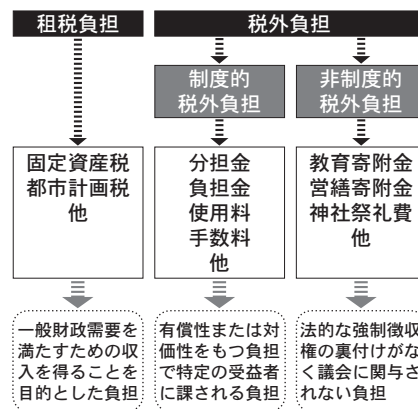 租税負担
税外負担
制度的
税外負担
非制度的
税外負担
固定資産税
都市計画税
他
分担金
負担金
使用料
手数料
他
教育寄附金
営繕寄附金
神社祭礼費
他
一般財政需要を
満たすための収
入を得ることを
目的とした負担
有償性または対
価性をもつ負担
で特定の受益者
に課される負担
法的な強制徴収
権の裏付けがな
く議会に関与さ
れない負担